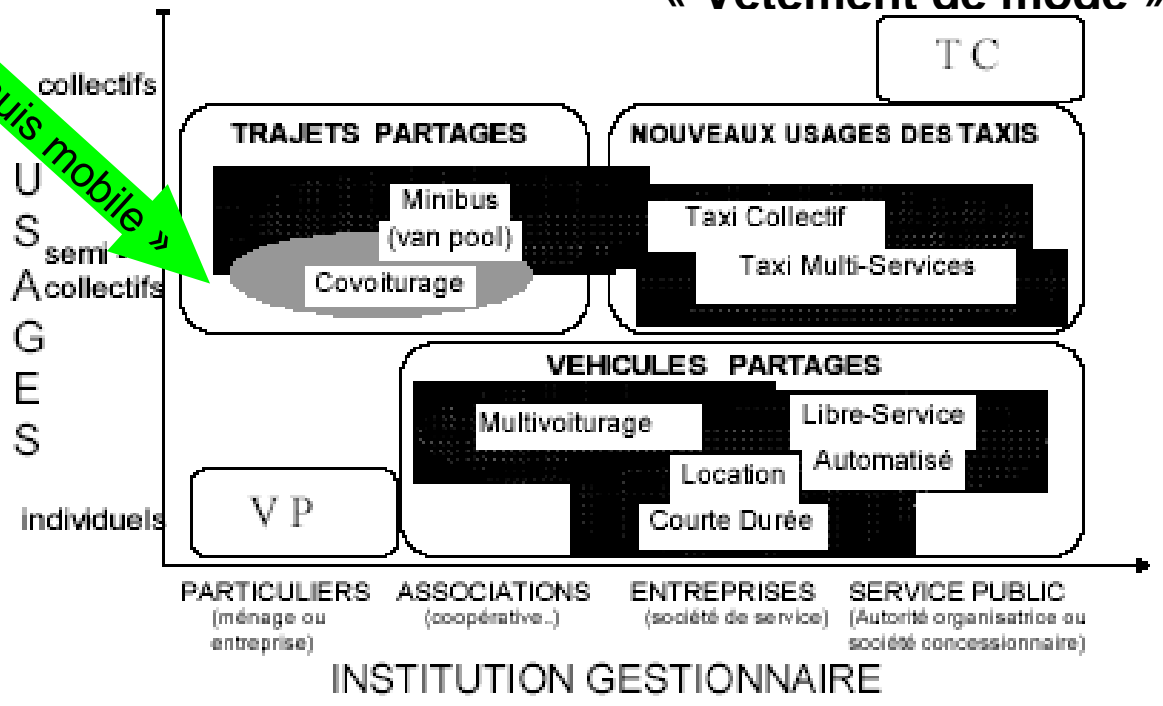 « Vêtement de mode »
T C
collectifs
uis mobile »
TRAJETS PARTAGES
NOUVEAUX USAGES DES TAXIS
Minibus
(van pool)
Taxi Collectif
Taxi Multi-Services
Covoiturage
semi -
collectifs
USAGES
VEHICULES PARTAGES
Multivoiturage
Libre-Service
Automatisé
Location
Courte Durée
V P
individuels
PARTICULIERS
(ménage ou
entreprise)
ASSOCIATIONS
(coopérative..)
ENTREPRISES
(société de service)
SERVICE PUBLIC
(Autorité organisatrice ou
société concessionnaire)
INSTITUTION GESTIONNAIRE